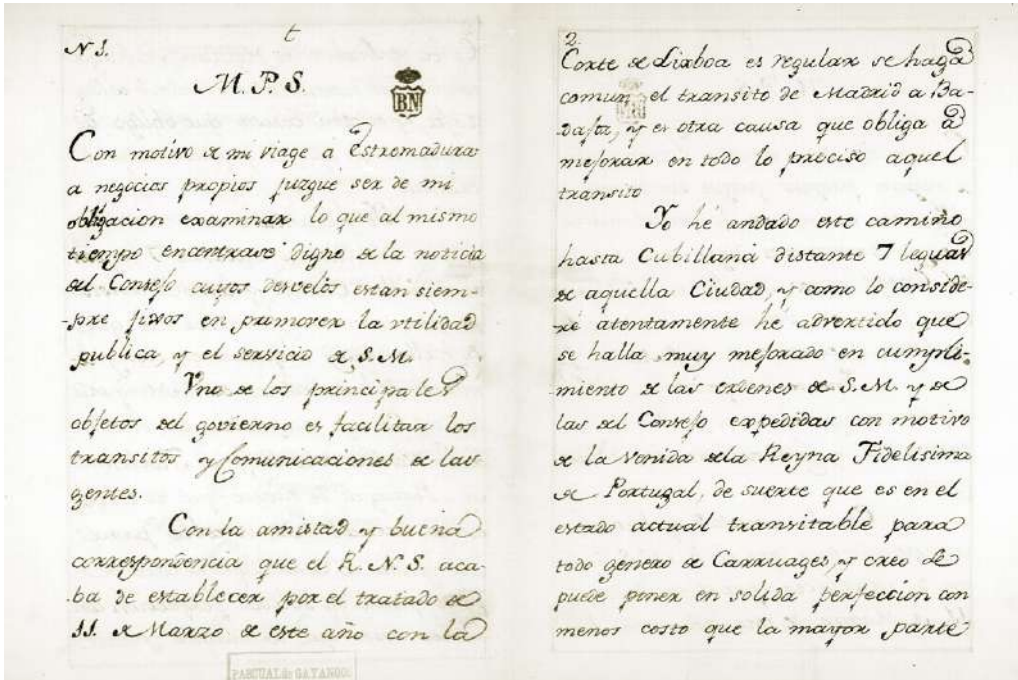 N 1.
t
M. P. S.
BN
Con motivo de mi viage a Estremadura
a negocios propios juzguè ser de mi
obligacion examinar lo que al mismo
tiempo encontrase digno de la noticia
del Consejo cuyos desvelos estan siem-
-pre fixos en promover la vtilidad
publica, y el servicio de S. M.
Vno de los principales
objetos del govierno es facilitar los
transitos y Comunicaciones de las
gentes.
Con la amistad y buena
correspondencia que el R. N. S. aca-
ba de establecer por el tratado de
11. de Marzo de este año con la
PASCUAL de GAYANGOS
2.
Corte de Lisboa es regular se haga
comun el transito de Madrid a Ba-
dajoz, y es otra causa que obliga à
mejorar en todo lo preciso aquel
transito
Yo hé andado este camino
hasta Cubillana distante 7 leguas
de aquella Ciudad, y como lo conside-
ré atentamente hé advertido que
se halla muy mejorado en cumpli-
miento de las ordenes de S. M. y de
las del Consejo expedidas con motivo
de la venida dela Reyna Fidelisima
de Portugal, de suerte que es en el
estado actual transitable para
todo genero de Carruages, y creo se
puede poner en solida perfeccion con
menos costo que la mayor parte